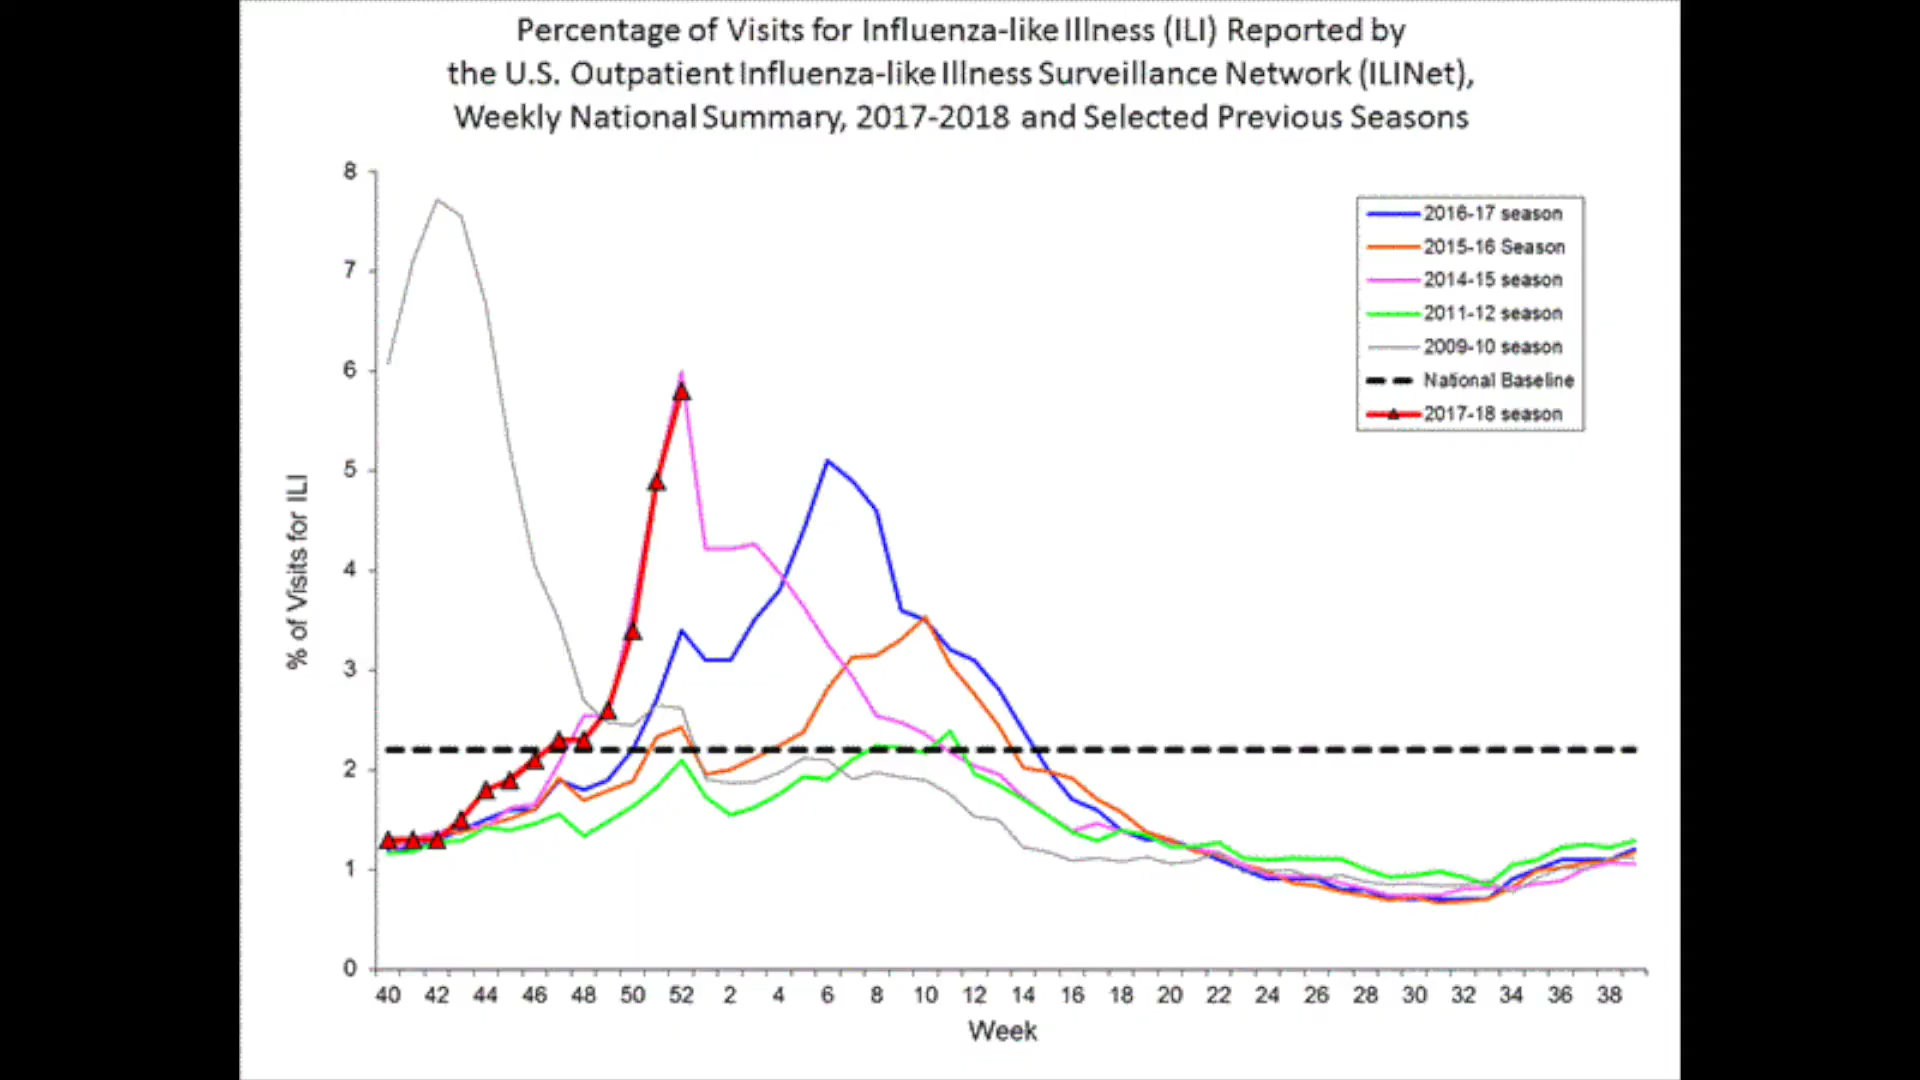 Percentage of Visits for Influenza-like Illness (ILI) Reported by
the U.S. Outpatient Influenza-like Illness Surveillance Network (ILINet),
Weekly National Summary, 2017-2018 and Selected Previous Seasons
8
7
6
5
4
3
2
1
0
% of Visits for ILI
2016-17 season
2015-16 Season
2014-15 season
2011-12 season
2009-10 season
National Baseline
2017-18 season
40 42 44 46 48 50 52 2 4 6 8 10 12 14 16 18 20 22 24 26 28 30 32 34 36 38
Week